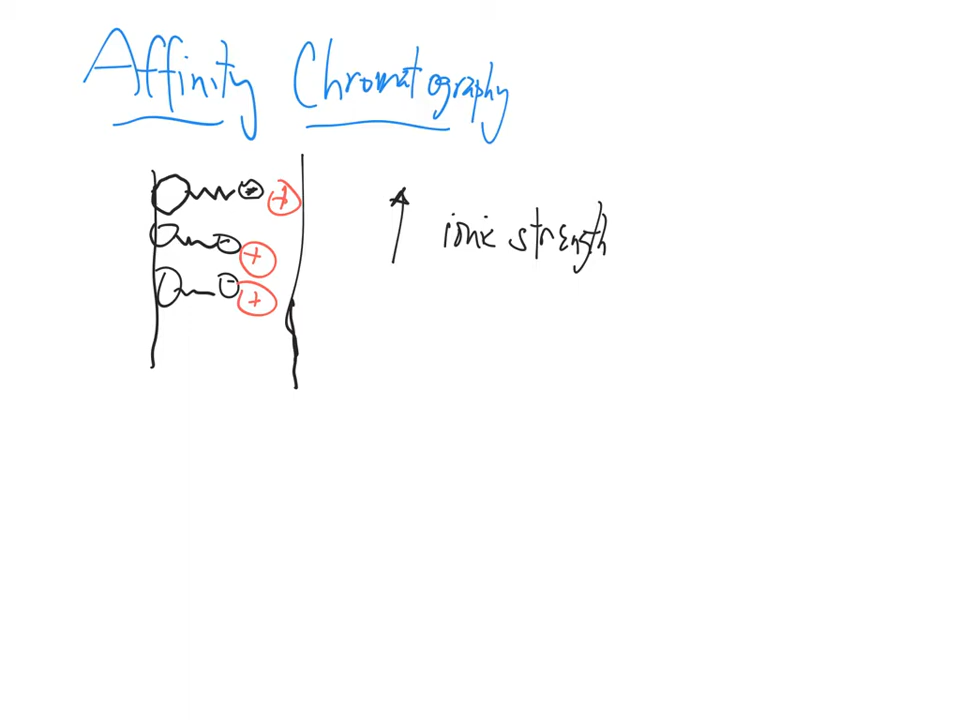 Affinity Chromatography
+
↑ ionic strength
- +
- +